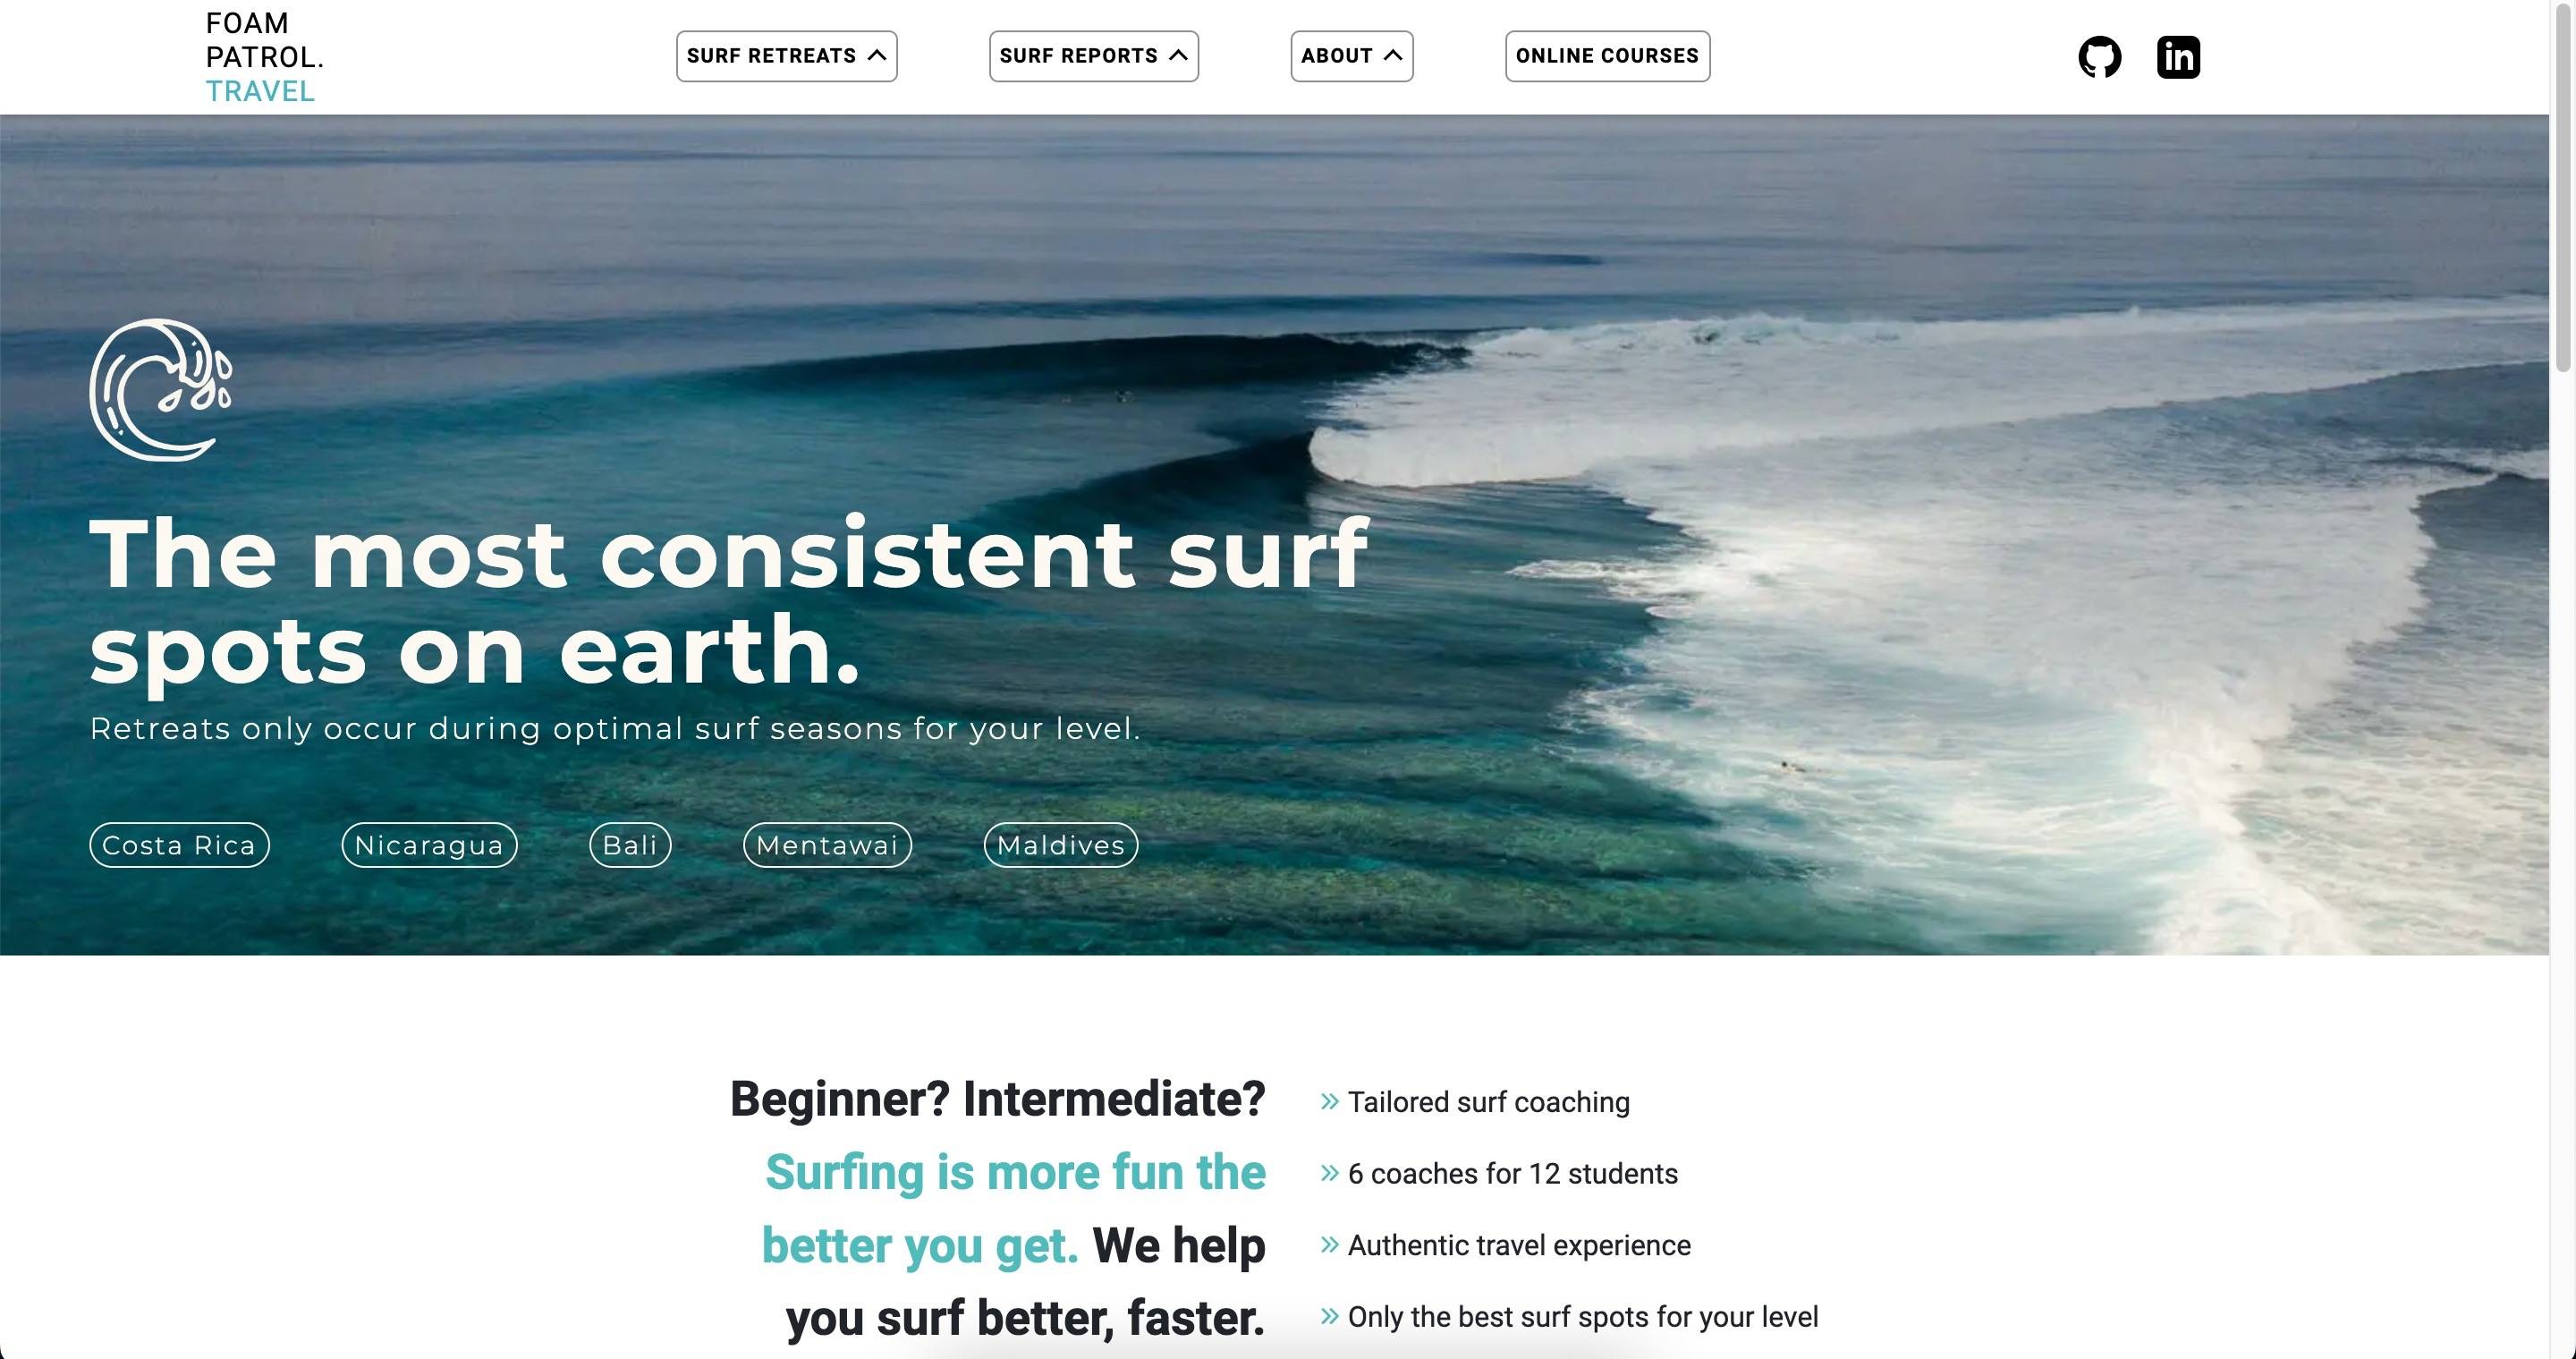 FOAM
PATROL.
TRAVEL
SURF RETREATS
SURF REPORTS
ABOUT
ONLINE COURSES
in
The most consistent surf
spots on earth.
Retreats only occur during optimal surf seasons for your level.
Costa Rica
Nicaragua
Bali
Mentawai
Maldives
Beginner? Intermediate?
Surfing is more fun the
better you get. We help
you surf better, faster.
Tailored surf coaching
6 coaches for 12 students
Authentic travel experience
Only the best surf spots for your level